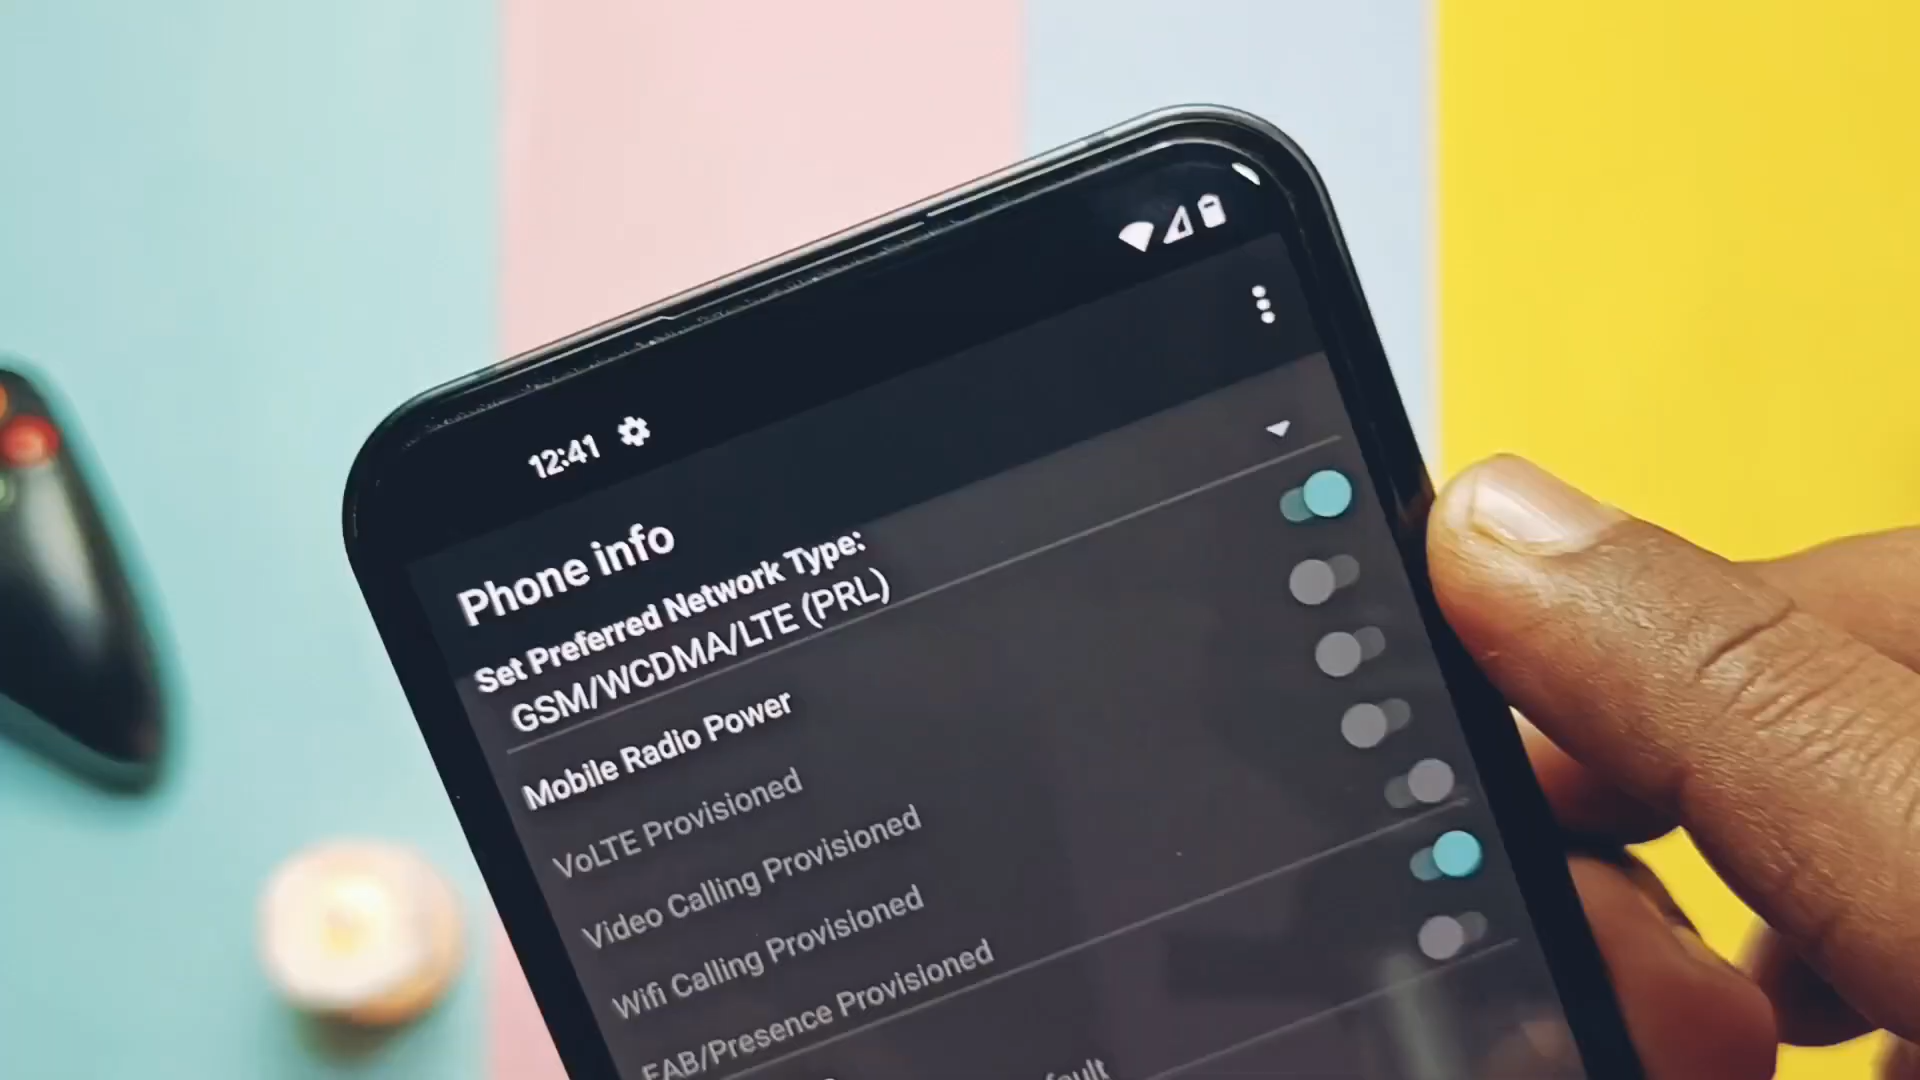 12:41
Phone info
Set Preferred Network Type:
GSM/WCDMA/LTE (PRL)
Mobile Radio Power
VoLTE Provisioned
Video Calling Provisioned
Wifi Calling Provisioned
EAB/Presence Provisioned